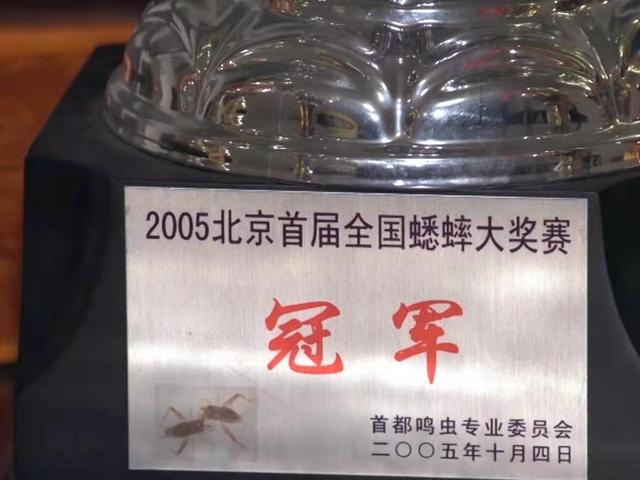 2005北京首届全国蟋蟀大奖赛
冠军
首都鸣虫专业委员会
二〇〇五年十月四日